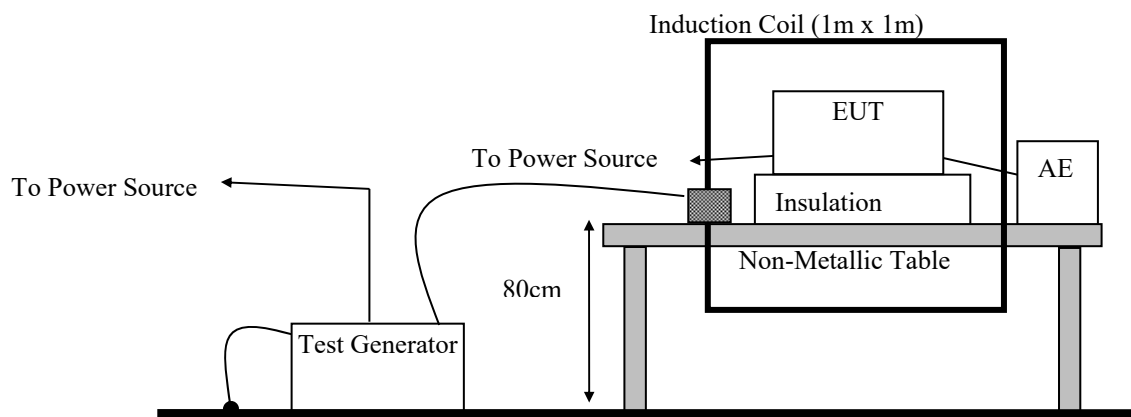 Induction Coil (1m x 1m)
EUT
To Power Source
AE
To Power Source
Insulation
Non-Metallic Table
80cm
Test Generator